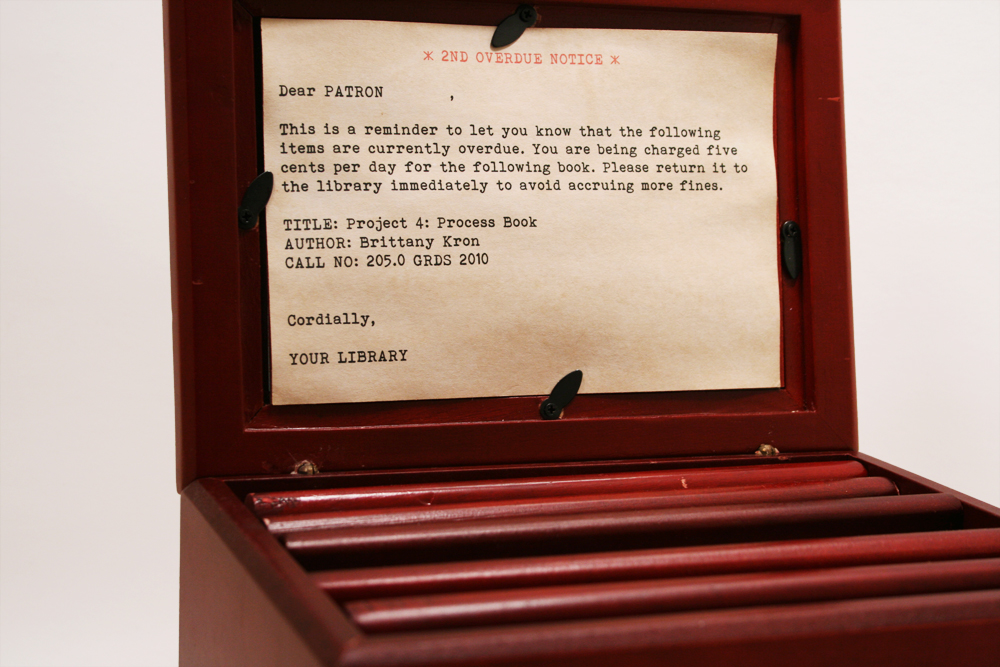 * 2ND OVERDUE NOTICE *
Dear PATRON        ,
This is a reminder to let you know that the following
items are currently overdue. You are being charged five
cents per day for the following book. Please return it to
the library immediately to avoid accruing more fines.
TITLE: Project 4: Process Book
AUTHOR: Brittany Kron
CALL NO: 205.0 GRDS 2010
Cordially,
YOUR LIBRARY